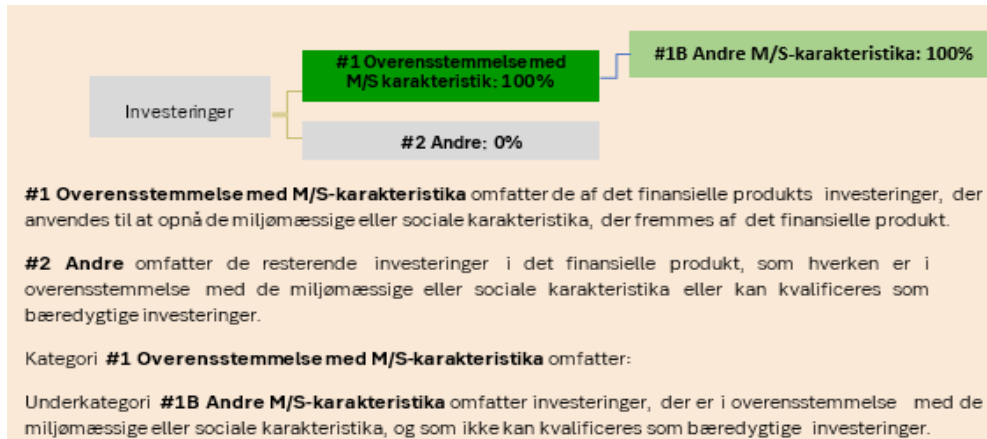 #1 Overensstemmelse med
M/S karakteristik: 100%
#1B Andre M/S-karakteristika: 100%
Investeringer
#2 Andre: 0%
#1 Overensstemmelse med M/S-karakteristika omfatter de af det finansielle produkts investeringer, der
anvendes til at opnå de miljømæssige eller sociale karakteristika, der fremmes af det finansielle produkt.
#2 Andre omfatter de resterende investeringer i det finansielle produkt, som hverken er i
overensstemmelse med de miljømæssige eller sociale karakteristika eller kan kvalificeres som
bæredygtige investeringer.
Kategori #1 Overensstemmelse med M/S-karakteristika omfatter:
Underkategori #1B Andre M/S-karakteristika omfatter investeringer, der er i overensstemmelse med de
miljømæssige eller sociale karakteristika, og som ikke kan kvalificeres som bæredygtige investeringer.